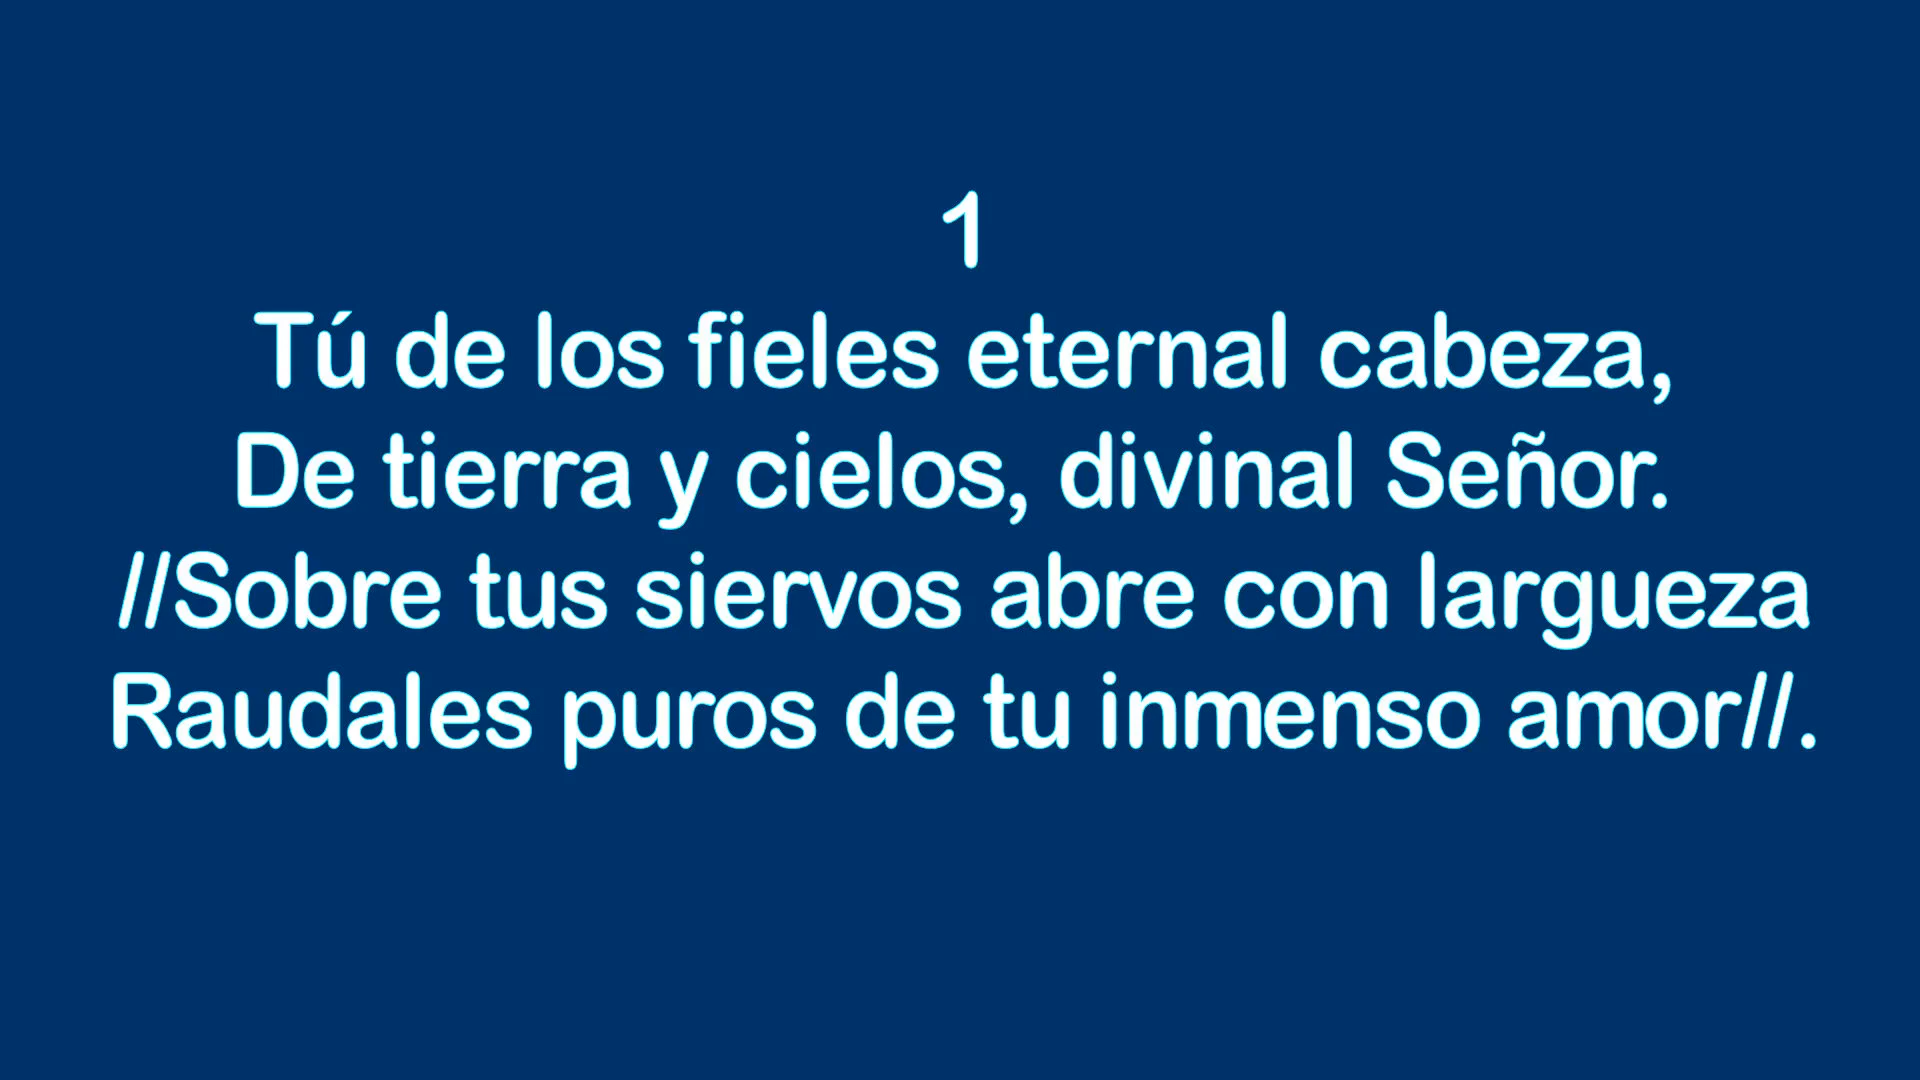 1
Tú de los fieles eternal cabeza,
De tierra y cielos, divinal Señor.
//Sobre tus siervos abre con largueza
Raudales puros de tu inmenso amor//.